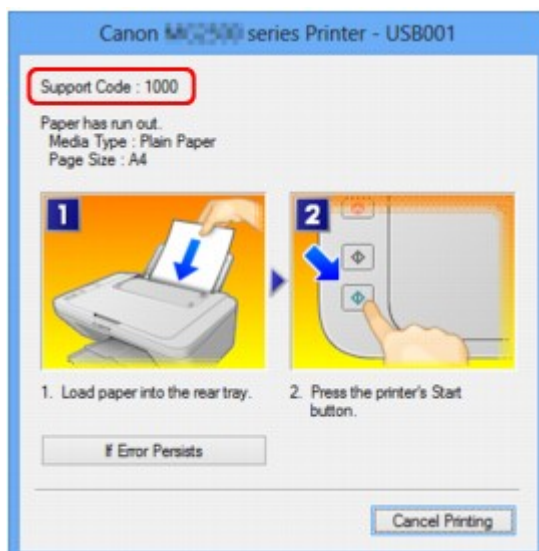 Canon series Printer - USB001
Support Code : 1000
Paper has run out.
Media Type : Plain Paper
Page Size : A4
1
2
1. Load paper into the rear tray.
2. Press the printer's Start
button.
If Error Persists
Cancel Printing